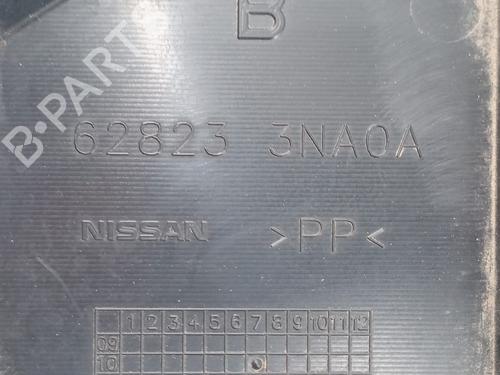 B
B-PARTS
62823 3NA0A
NISSAN >PP<
1 2 3 4 5 6 7 8 9 10 11 12
09
10